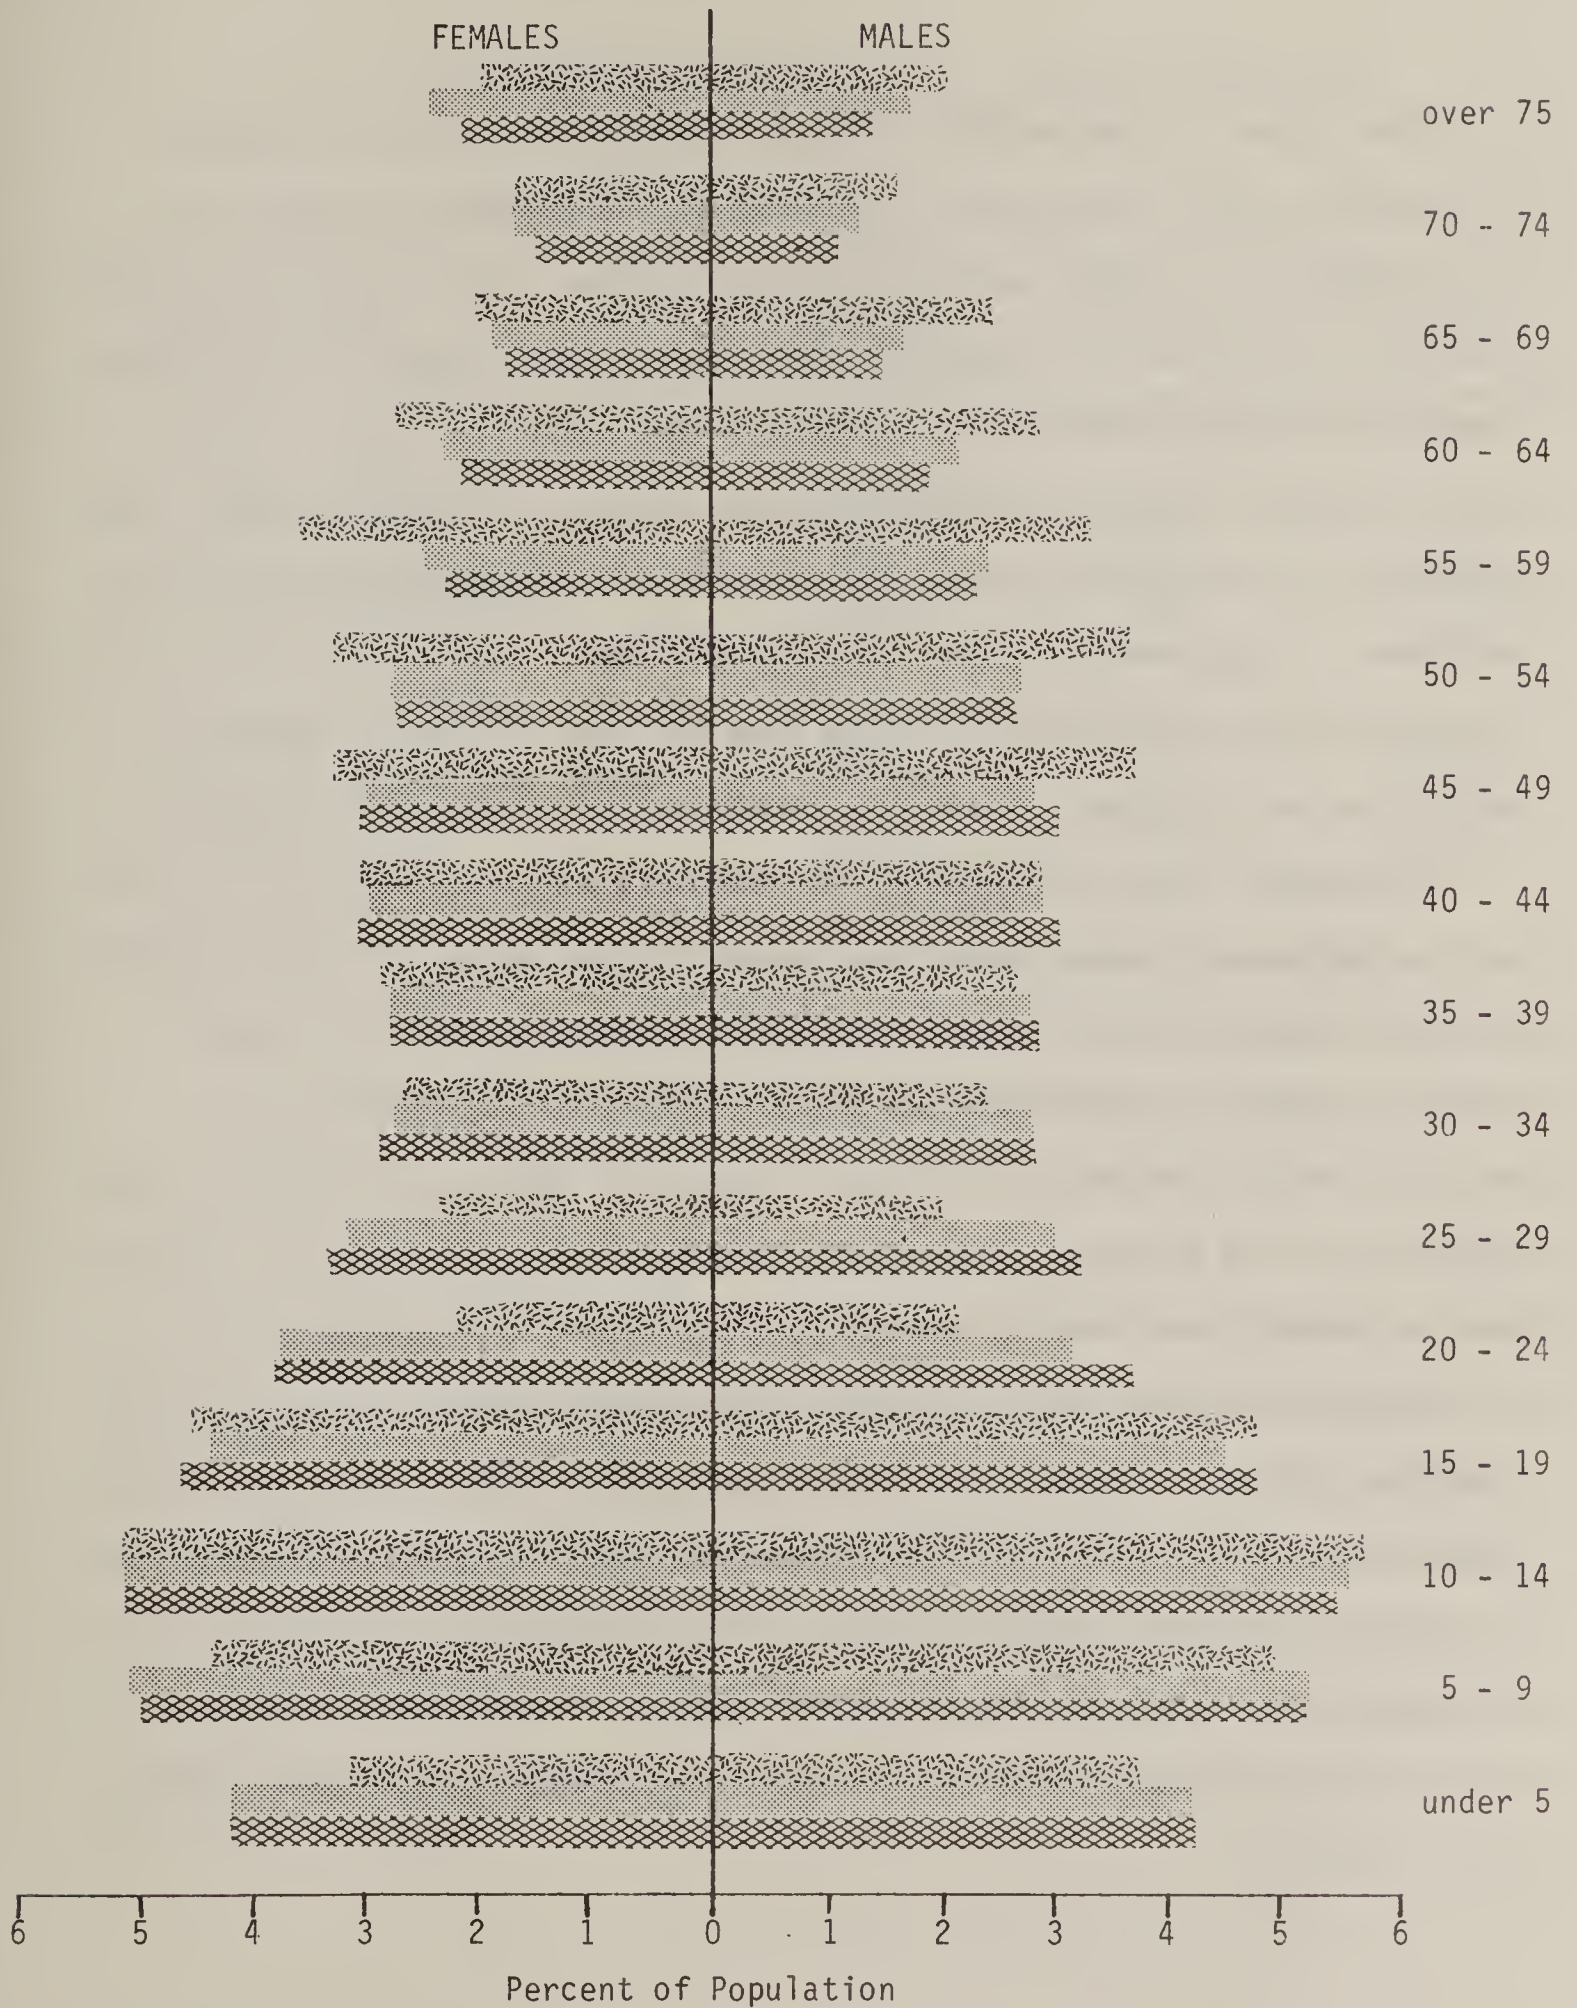 FEMALES MALES
over 75
70 - 74
65 - 69
60 - 64
55 - 59
50 - 54
45 - 49
40 - 44
35 - 39
30 - 34
25 - 29
20 - 24
15 - 19
10 - 14
5 - 9
under 5
6 5 4 3 2 1 0 1 2 3 4 5 6
Percent of Population